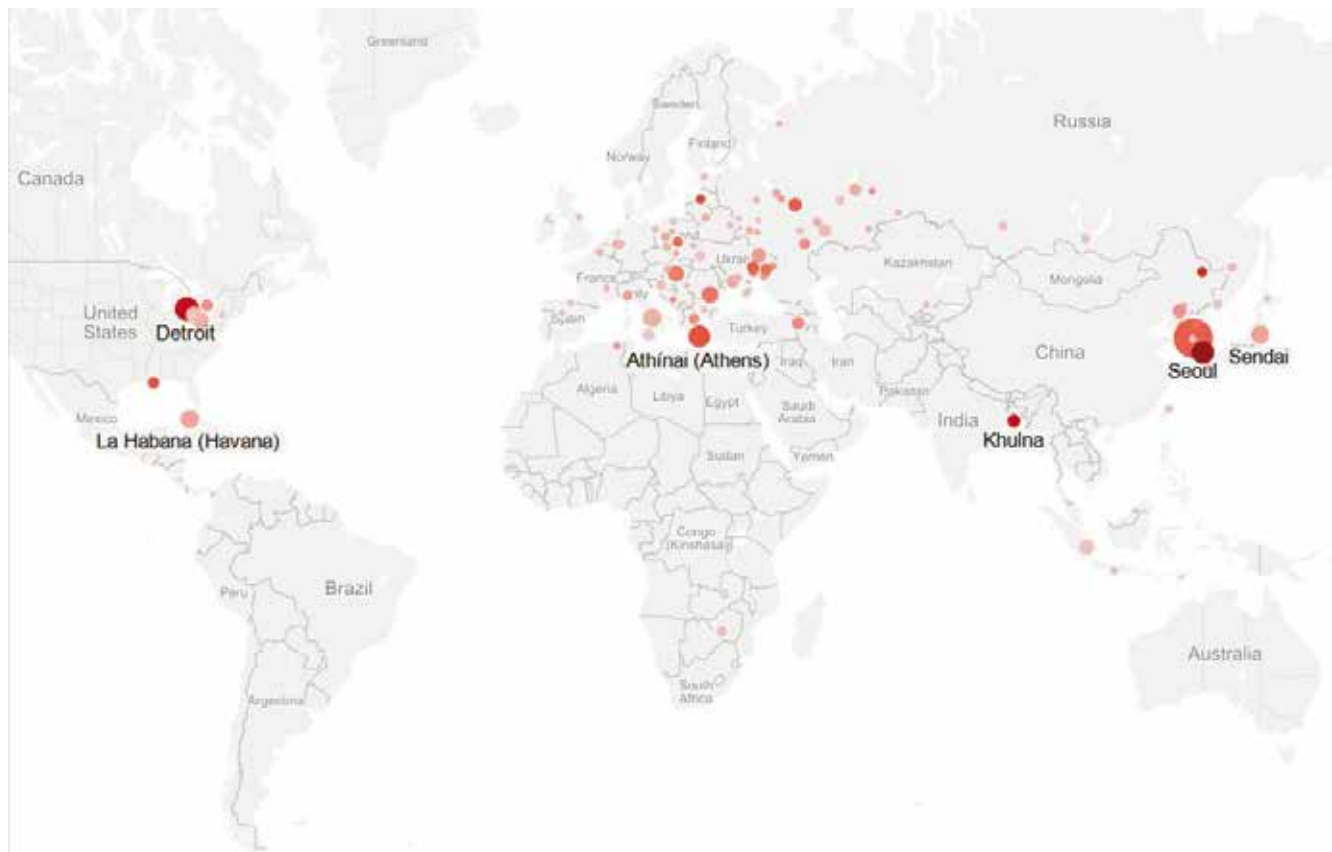 Greenland
Sweden
Russia
Finland
Norway
Canada
Ukrain
Kazakhstan
Mongolia
France
United
States
Detroit
Spain
Turkey
China
Athínai (Athens)
Iraq
Iran
Seoul
Sendai
Algeria
Libya
Egypt
Pakistan
Saudi
Arabia
Mexico
India
La Habana (Havana)
Khulna
Sudan
Yemen
Congo
(Kinshasa)
Peru
Brazil
Australia
South
Africa
Argentina